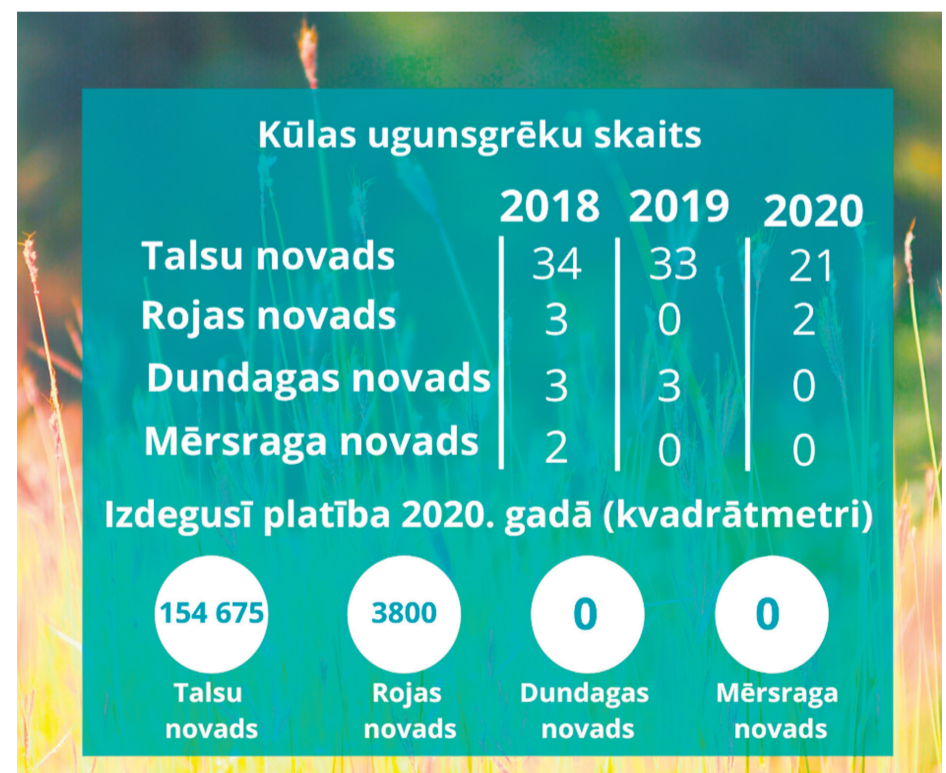 Kūlas ugunsgrēku skaits
2018 2019 2020
Talsu novads 34 33 21
Rojas novads 3 0 2
Dundagas novads 3 3 0
Mērsraga novads 2 0 0
Izdegusī platība 2020. gadā (kvadrātmetri)
154 675 3800 0 0
Talsu Rojas Dundagas Mērsraga
novads novads novads novads